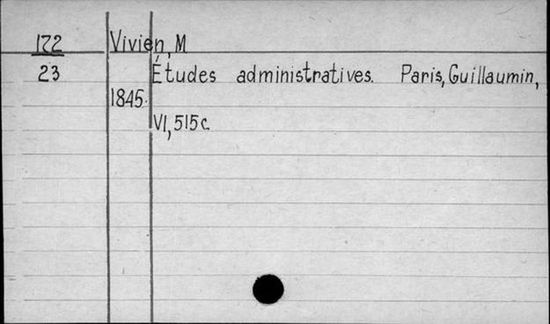 172 Vivien, M
23 Études administratives. Paris, Guillaumin,
1845.
VI, 515 c.